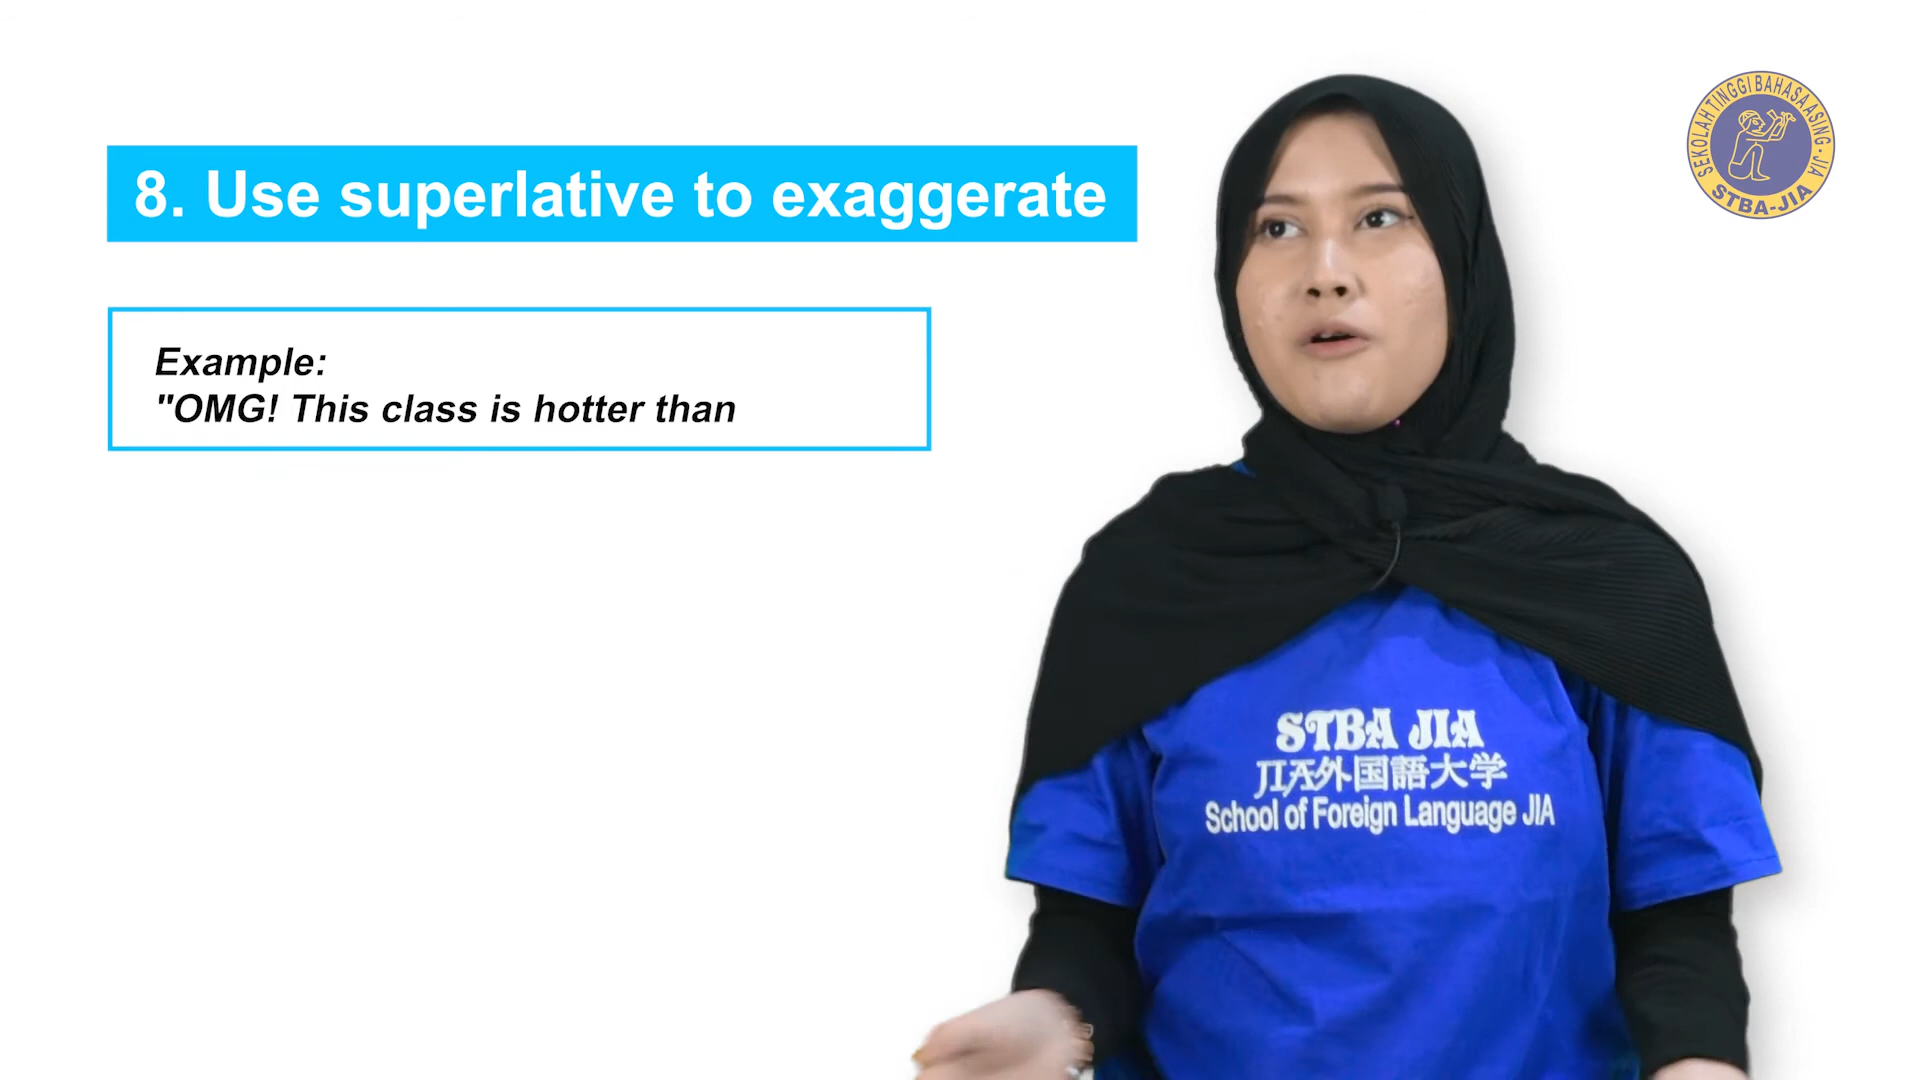 8. Use superlative to exaggerate
Example:
"OMG! This class is hotter than
SEKOLAH TINGGI BAHASA ASING - JIA
STBA-JIA
STBA JIA
JIA外国語大学
School of Foreign Language JIA